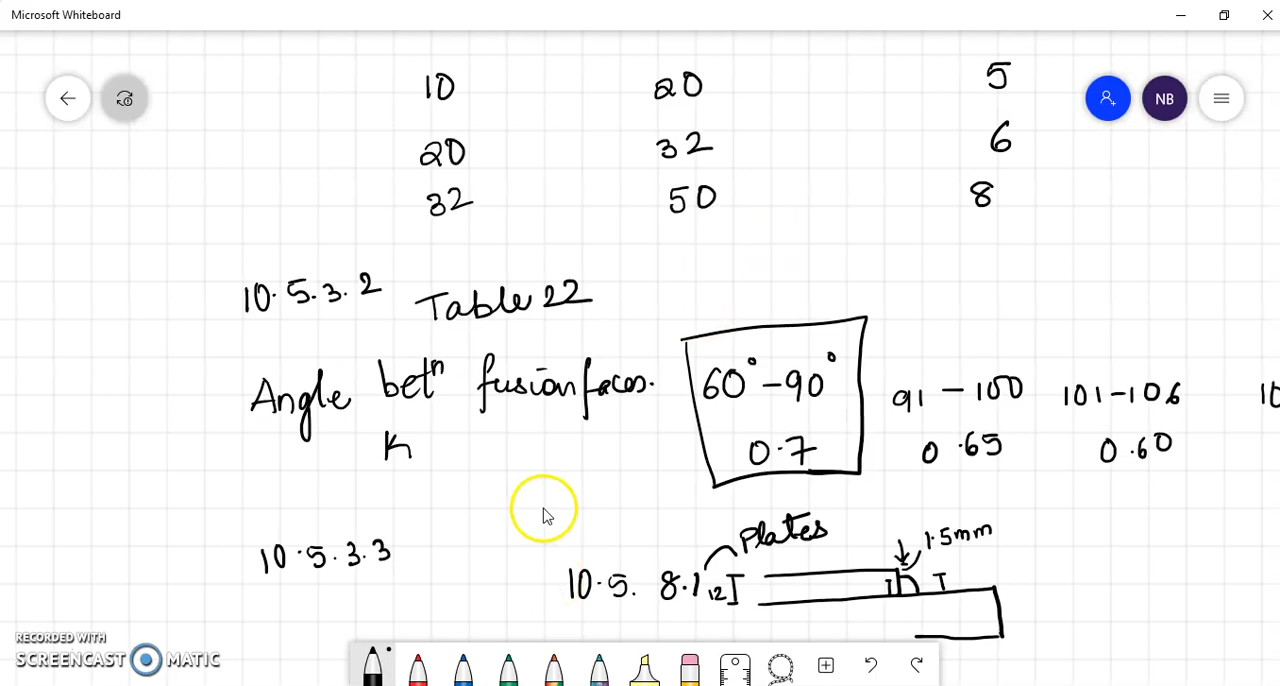 Microsoft Whiteboard
NB
10 20 5
20 32 6
32 50 8
10.5.3.2 Table 22
Angle betn fusion faces. 60°-90° 91-100 101-106 10
K 0.7 0.65 0.60
Plates 1.5mm
10.5.3.3
10.5. 8.1 12
RECORDED WITH
SCREENCAST MATIC